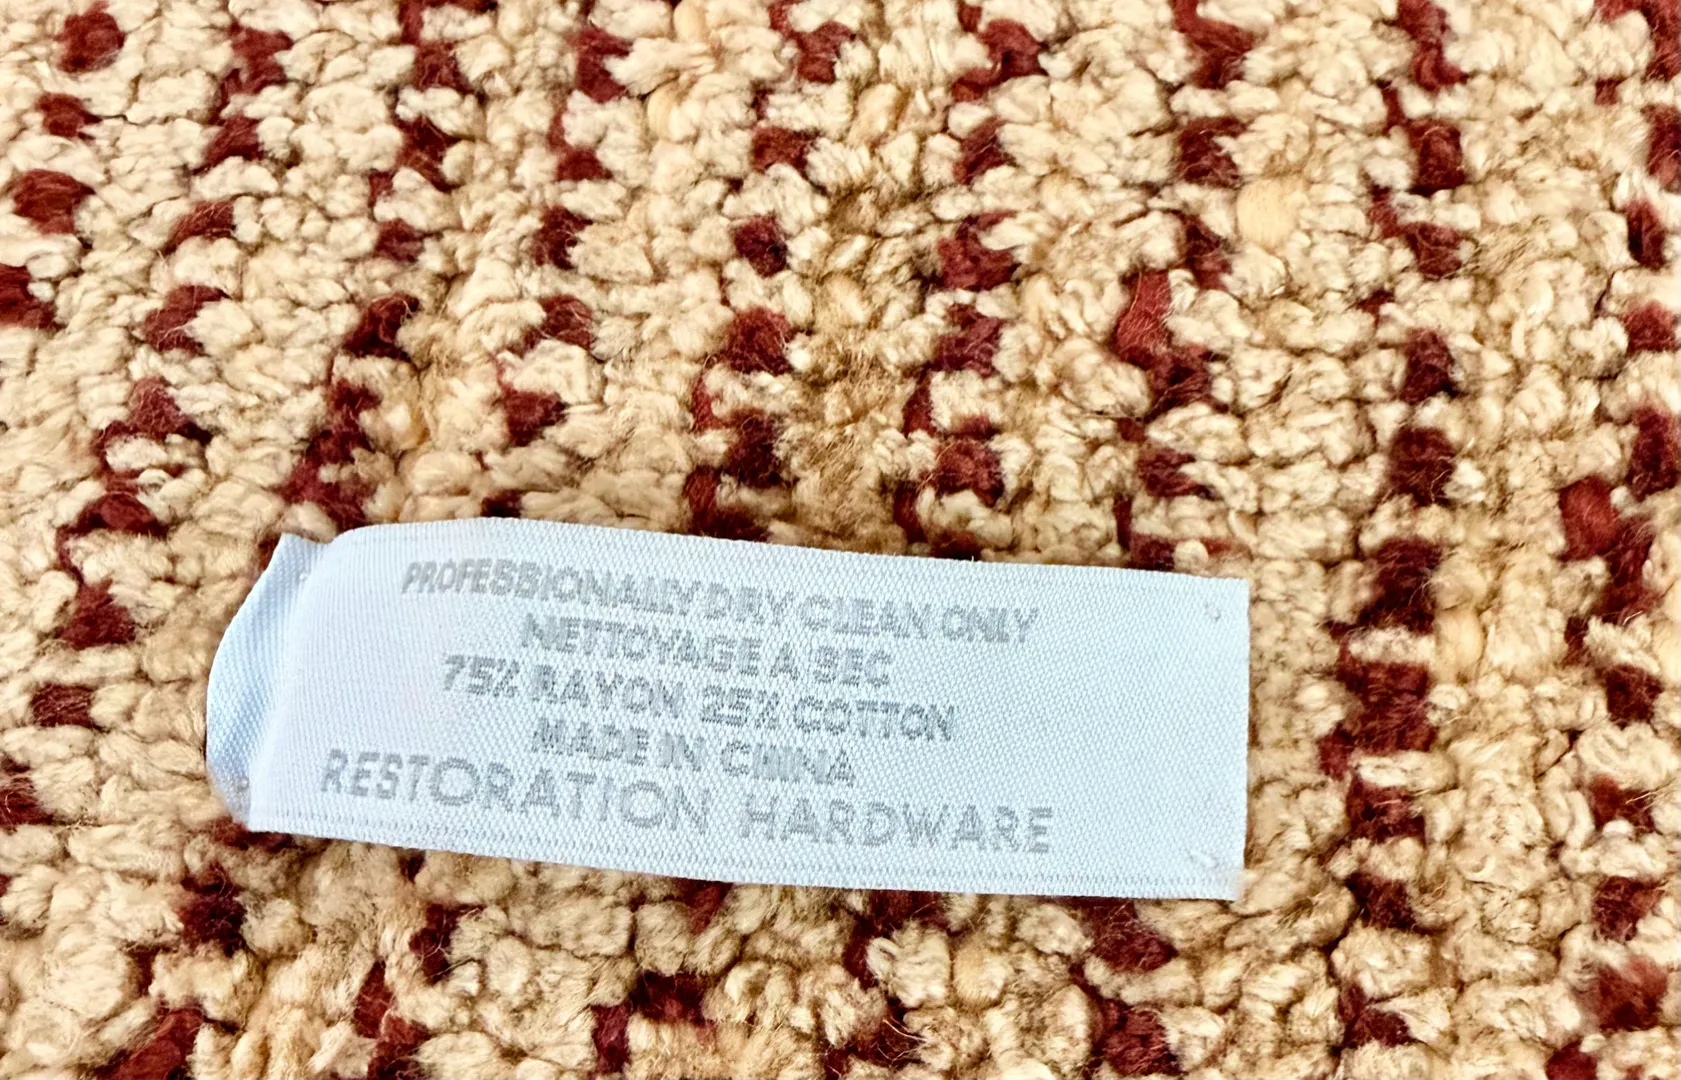 PROFESSIONALLY DRY CLEAN ONLY
NETTOYAGE A SEC
75% RAYON 25% COTTON
MADE IN CHINA
RESTORATION HARDWARE